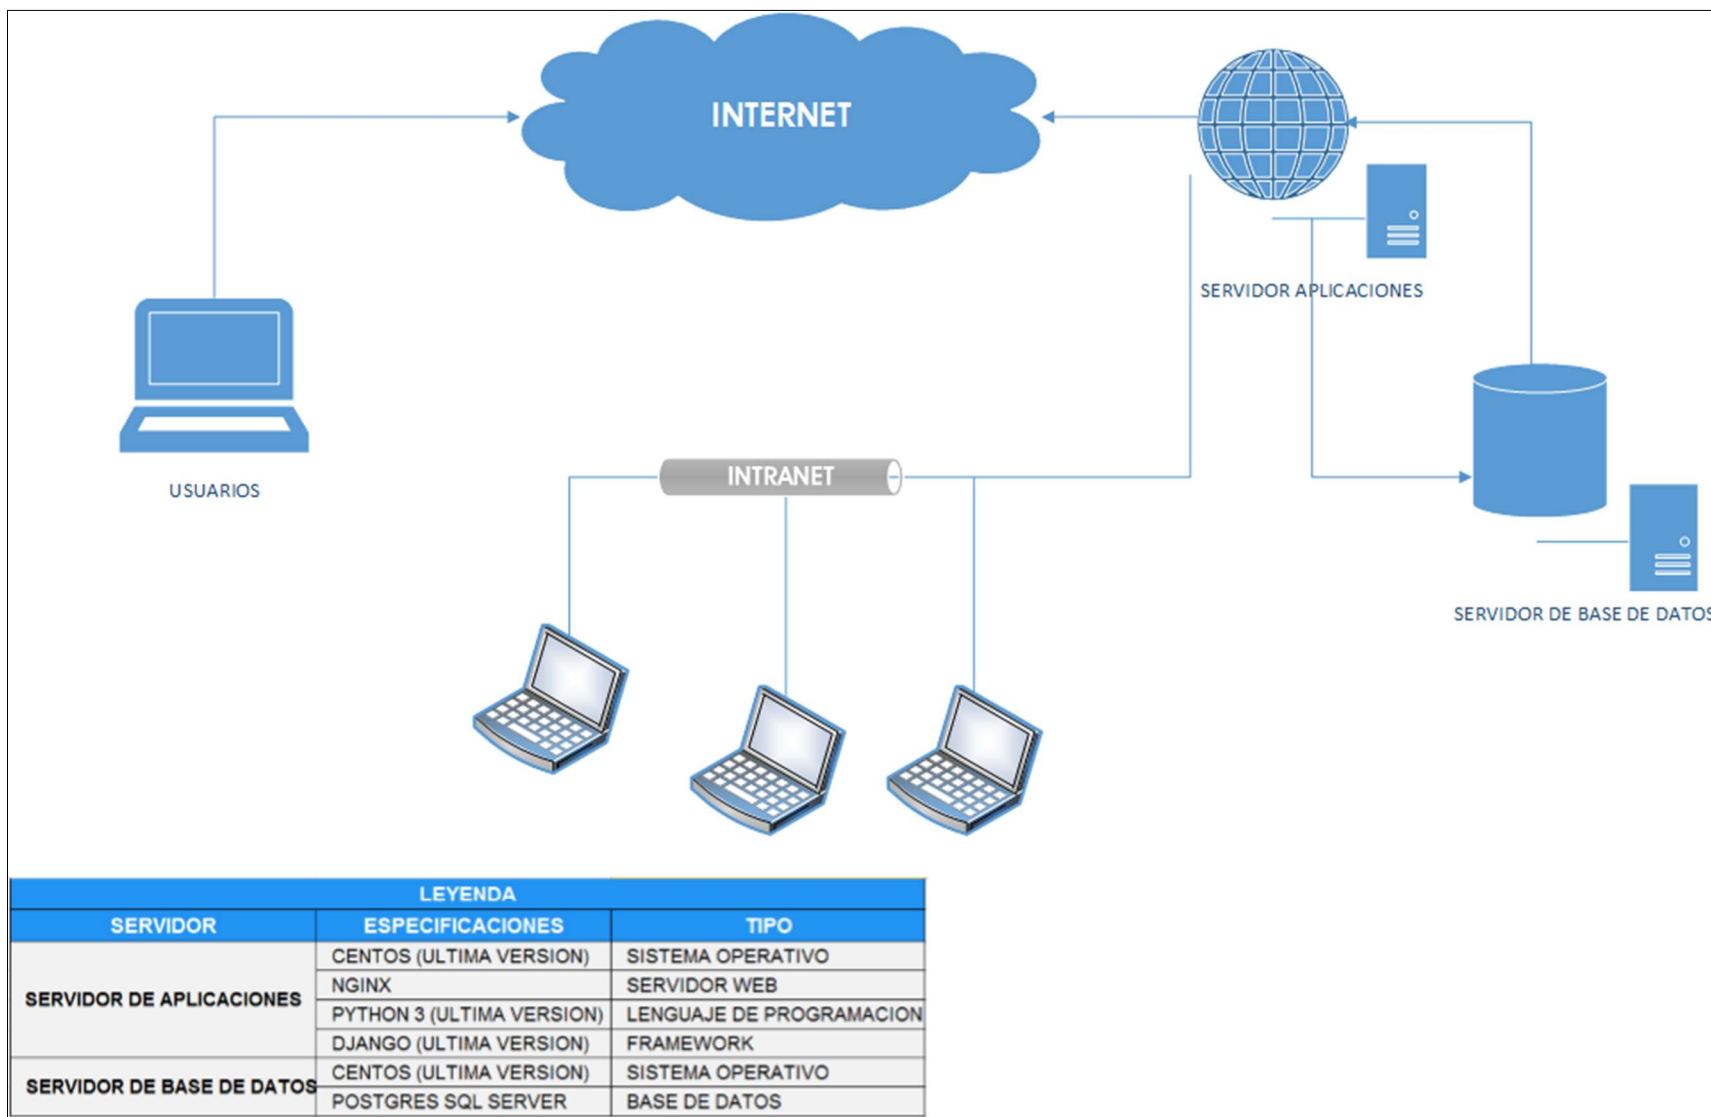 INTERNET
SERVIDOR APLICACIONES
USUARIOS
INTRANET
SERVIDOR DE BASE DE DATOS
LEYENDA
SERVIDOR ESPECIFICACIONES TIPO
SERVIDOR DE APLICACIONES
CENTOS (ULTIMA VERSION) SISTEMA OPERATIVO
NGINX SERVIDOR WEB
PYTHON 3 (ULTIMA VERSION) LENGUAJE DE PROGRAMACION
DJANGO (ULTIMA VERSION) FRAMEWORK
SERVIDOR DE BASE DE DATOS
CENTOS (ULTIMA VERSION) SISTEMA OPERATIVO
POSTGRES SQL SERVER BASE DE DATOS